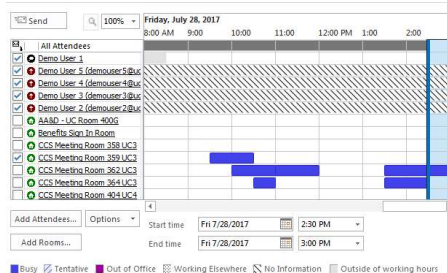 Send 100% Friday, July 28, 2017
8:00 AM 9:00 10:00 11:00 12:00 PM 1:00 2:00
All Attendees
Demo User 1
Demo User 5 (demouser5@uc
Demo User 4 (demouser4@uc
Demo User 3 (demouser3@uc
Demo User 2 (demouser2@uc
AA&D - UC Room 400G
Benefits Sign In Room
CCS Meeting Room 358 UC3
CCS Meeting Room 359 UC3
CCS Meeting Room 362 UC3
CCS Meeting Room 364 UC3
CCS Meeting Room 404 UC4
Add Attendees... Options Start time Fri 7/28/2017 2:30 PM
Add Rooms... End time Fri 7/28/2017 3:00 PM
Busy Tentative Out of Office Working Elsewhere No Information Outside of working hours